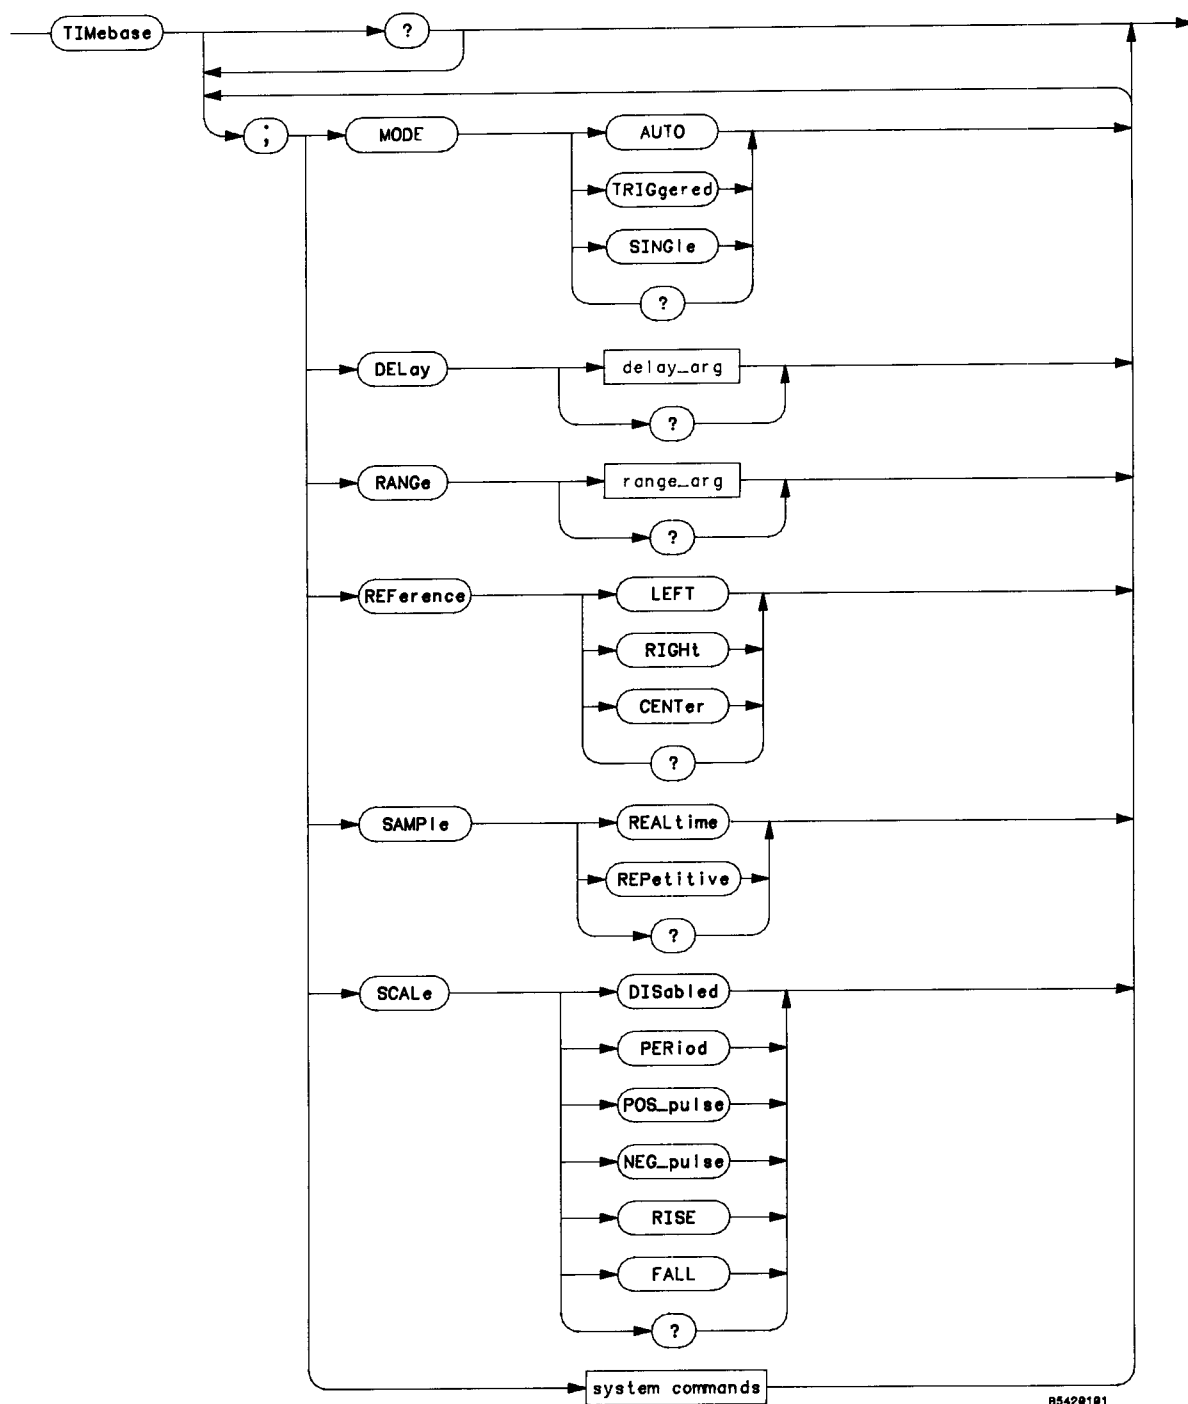 TIMebase
?
;
MODE
AUTO
TRIGgered
SINGle
?
DELay
delay_arg
?
RANGe
range_arg
?
REFerence
LEFT
RIGHt
CENTer
?
SAMPle
REALtime
REPetitive
?
SCALe
DISabled
PERiod
POS_pulse
NEG_pulse
RISE
FALL
?
system commands